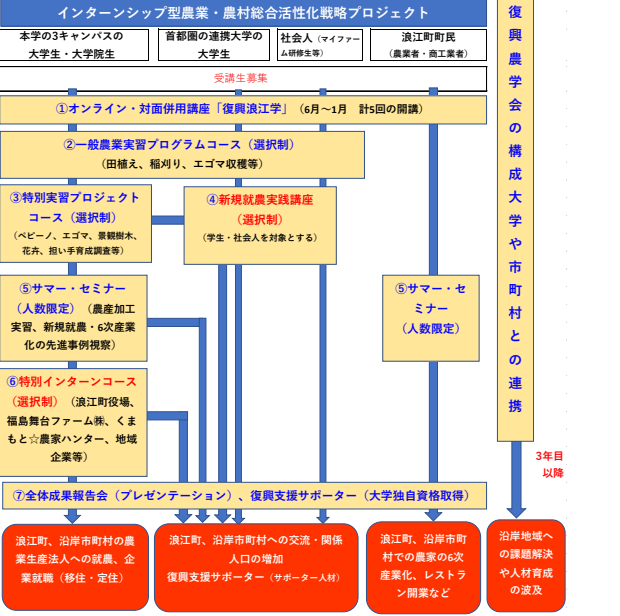 インターンシップ型農業・農村総合活性化戦略プロジェクト
本学の3キャンパスの
大学生・大学院生
首都圏の連携大学の
大学生
社会人（マイファー
ム研修生等）
浪江町町民
（農業者・商工業者）
受講生募集
①オンライン・対面併用講座「復興浪江学」（6月～1月　計5回の開講）
②一般農業実習プログラムコース（選択制）
（田植え、稲刈り、エゴマ収穫等）
③特別実習プロジェクト
コース（選択制）
（ペピーノ、エゴマ、景観樹木、
花卉、担い手育成調査等）
④新規就農実践講座
（選択制）
（学生・社会人を対象とする）
⑤サマー・セミナー
（人数限定）（農産加工
実習、新規就農・6次産業
化の先進事例視察）
⑤サマー・セ
ミナー
（人数限定）
⑥特別インターンコース
（選択制）（浪江町役場、
福島舞台ファーム㈱、くま
もと☆農家ハンター、地域
企業等）
⑦全体成果報告会（プレゼンテーション）、復興支援サポーター（大学独自資格取得）
浪江町、沿岸市町村の農
業生産法人への就農、企
業就職（移住・定住）
浪江町、沿岸市町村への交流・関係
人口の増加
復興支援サポーター（サポーター人材）
浪江町、沿岸市町
村での農家の6次
産業化、レストラ
ン開業など
復興農学会の構成大学や市町村との連携
3年目
以降
沿岸地域へ
の課題解決
や人材育成
の波及